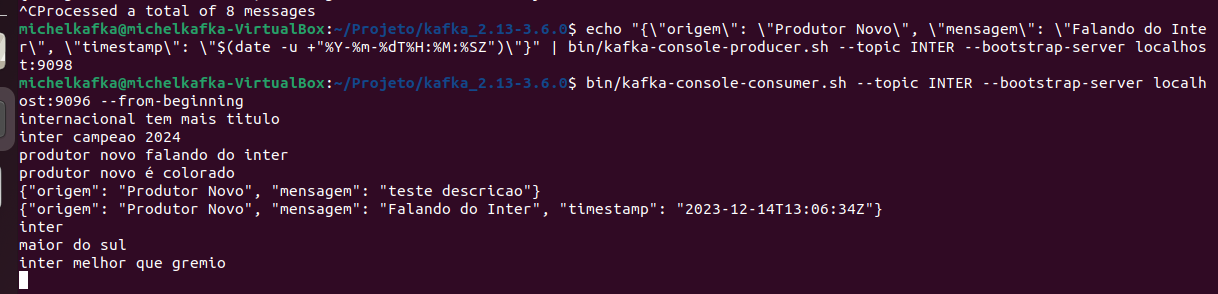 ^CProcessed a total of 8 messages
michelkafka@michelkafka-VirtualBox:~/Projeto/kafka_2.13-3.6.0$ echo "{\"origem\": \"Produtor Novo\", \"mensagem\": \"Falando do Inte
r\", \"timestamp\": \"$(date -u +"%Y-%m-%dT%H:%M:%SZ")\"}" | bin/kafka-console-producer.sh --topic INTER --bootstrap-server localhos
t:9098
michelkafka@michelkafka-VirtualBox:~/Projeto/kafka_2.13-3.6.0$ bin/kafka-console-consumer.sh --topic INTER --bootstrap-server localh
ost:9096 --from-beginning
internacional tem mais titulo
inter campeao 2024
produtor novo falando do inter
produtor novo é colorado
{"origem": "Produtor Novo", "mensagem": "teste descricao"}
{"origem": "Produtor Novo", "mensagem": "Falando do Inter", "timestamp": "2023-12-14T13:06:34Z"}
inter
maior do sul
inter melhor que gremio